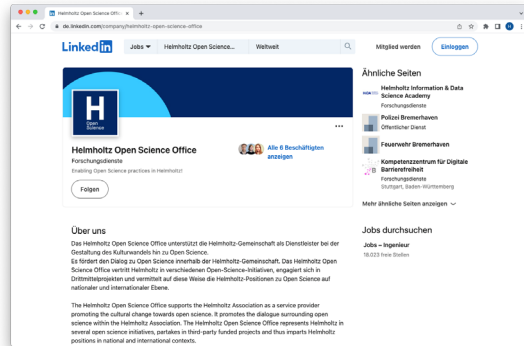 Helmholtz Open Science Offic
de.linkedin.com/company/helmholtz-open-science-office
Linked in
Jobs
Helmholtz Open Science...
Weltweit
Mitglied werden
Einloggen
H
Open
Science
Helmholtz Open Science Office
Forschungsdienste
Enabling Open Science practices in Helmholtz!
Alle 6 Beschäftigten
anzeigen
Folgen
Über uns
Das Helmholtz Open Science Office unterstützt die Helmholtz-Gemeinschaft als Dienstleister bei der
Gestaltung des Kulturwandels hin zu Open Science.
Es fördert den Dialog zu Open Science innerhalb der Helmholtz-Gemeinschaft. Das Helmholtz Open
Science Office vertritt Helmholtz in verschiedenen Open-Science-Initiativen, engagiert sich in
Drittmittelprojekten und vermittelt auf diese Weise die Helmholtz-Positionen zu Open Science auf
nationaler und internationaler Ebene.
The Helmholtz Open Science Office supports the Helmholtz Association as a service provider
promoting the cultural change towards open science. It promotes the dialogue surrounding open
science within the Helmholtz Association. The Helmholtz Open Science Office represents Helmholtz in
several open science initiatives, partakes in third-party funded projects and thus imparts Helmholtz
positions in national and international contexts.
Ähnliche Seiten
Helmholtz Information & Data
Science Academy
Forschungsdienste
Polizei Bremerhaven
Öffentlicher Dienst
Feuerwehr Bremerhaven
Kompetenzzentrum für Digitale
Barrierefreiheit
Forschungsdienste
Stuttgart, Baden-Württemberg
Mehr ähnliche Seiten anzeigen
Jobs durchsuchen
Jobs – Ingenieur
18.023 freie Stellen